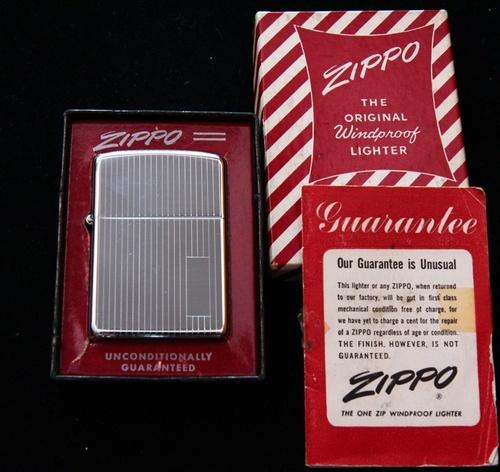 ZIPPO
THE
ORIGINAL
Windproof
LIGHTER
ZIPPO
UNCONDITIONALLY
GUARANTEED
Guarantee
Our Guarantee is Unusual
This lighter or any ZIPPO, when returned
to our factory, will be put in first class
mechanical condition free of charge, for
we have yet to charge a cent for the repair
of a ZIPPO regardless of age or condition.
THE FINISH, HOWEVER, IS NOT
GUARANTEED.
ZIPPO®
THE ONE ZIP WINDPROOF LIGHTER